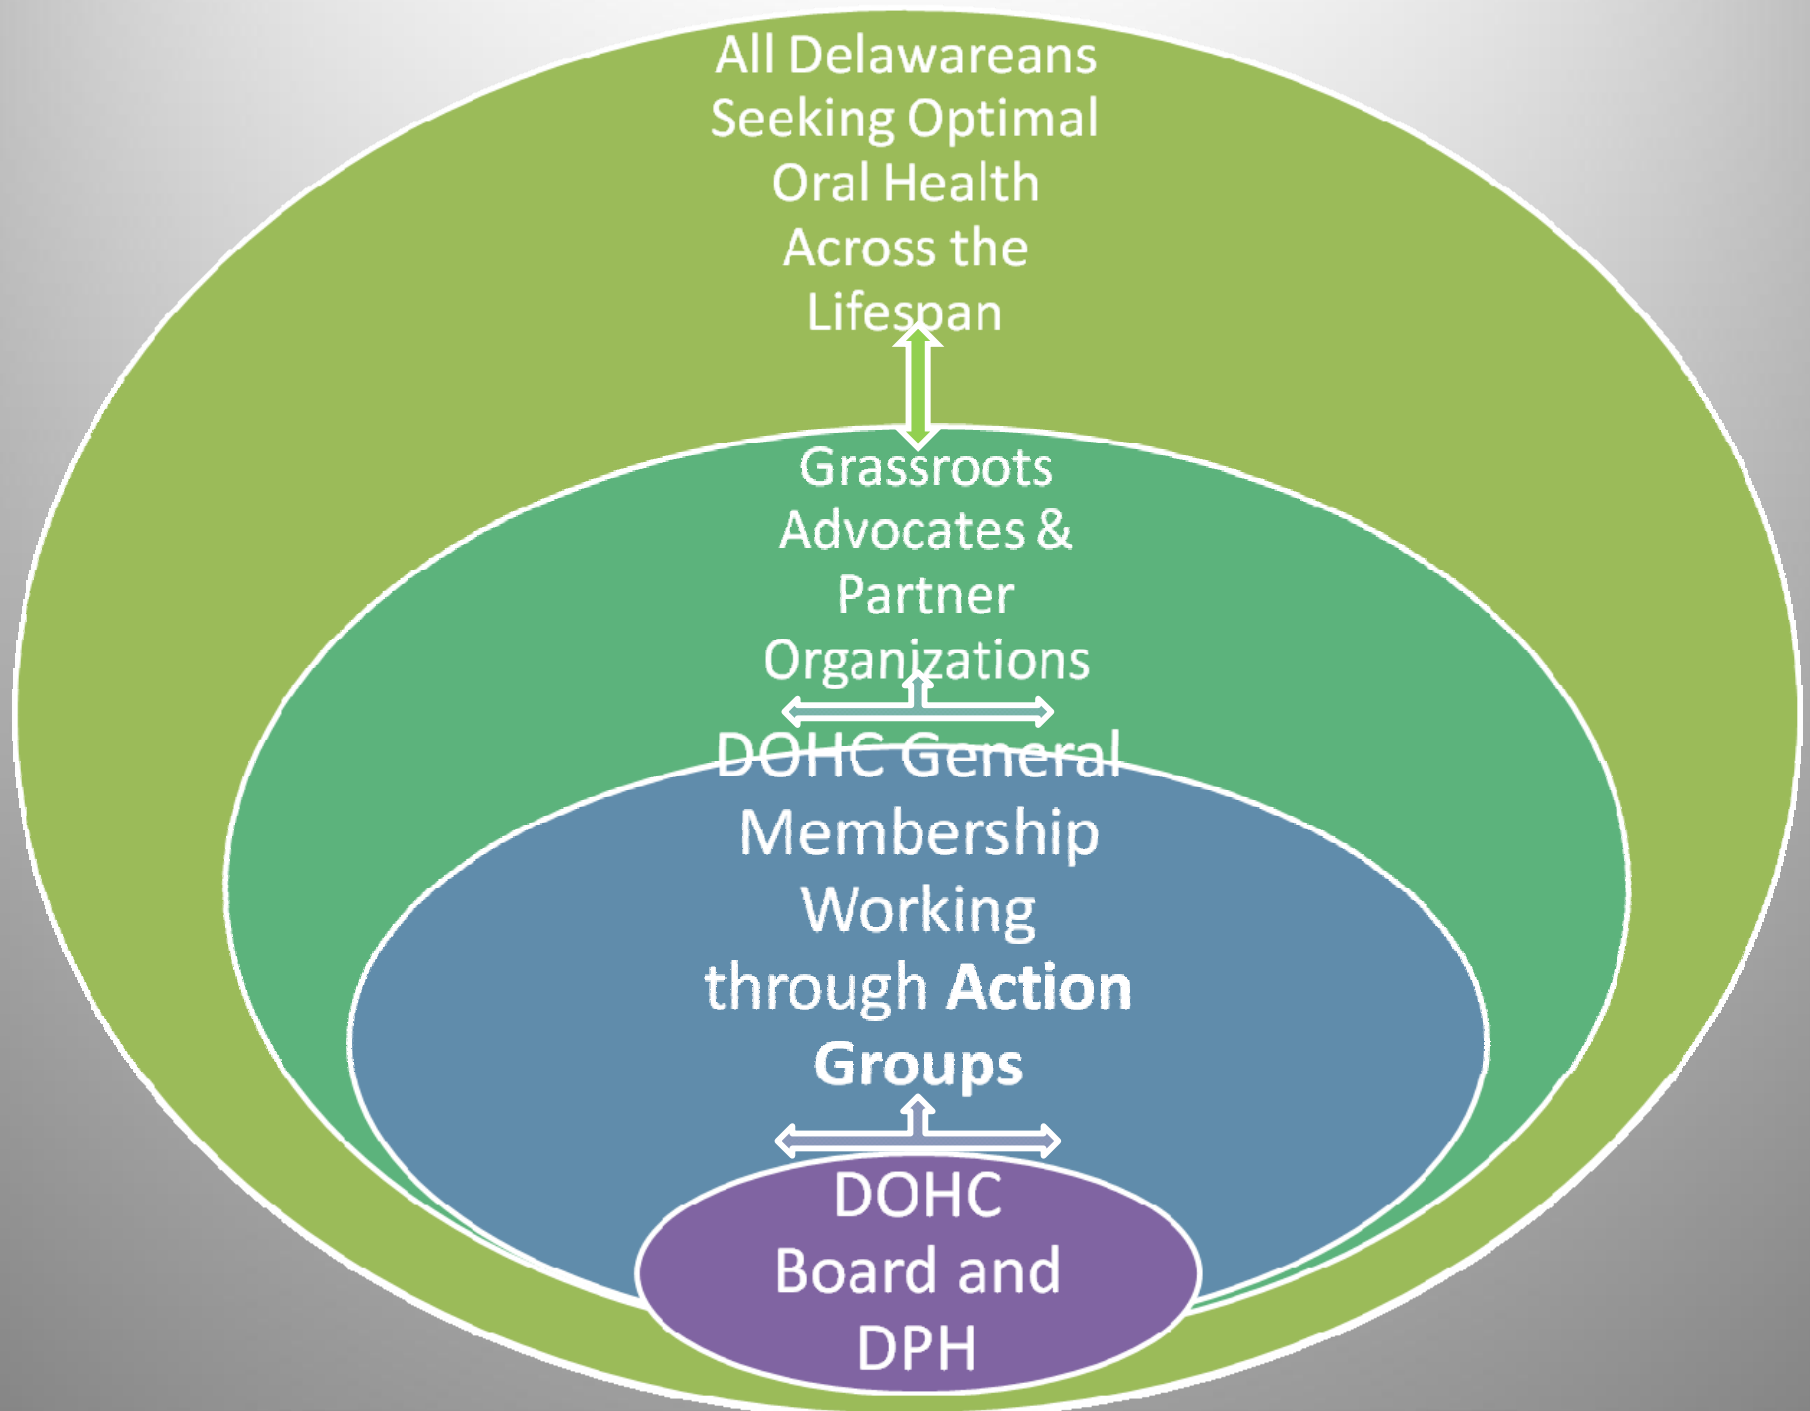 All Delawareans
Seeking Optimal
Oral Health
Across the
Lifespan
Grassroots
Advocates &
Partner
Organizations
DOHC General
Membership
Working
through Action
Groups
DOHC
Board and
DPH